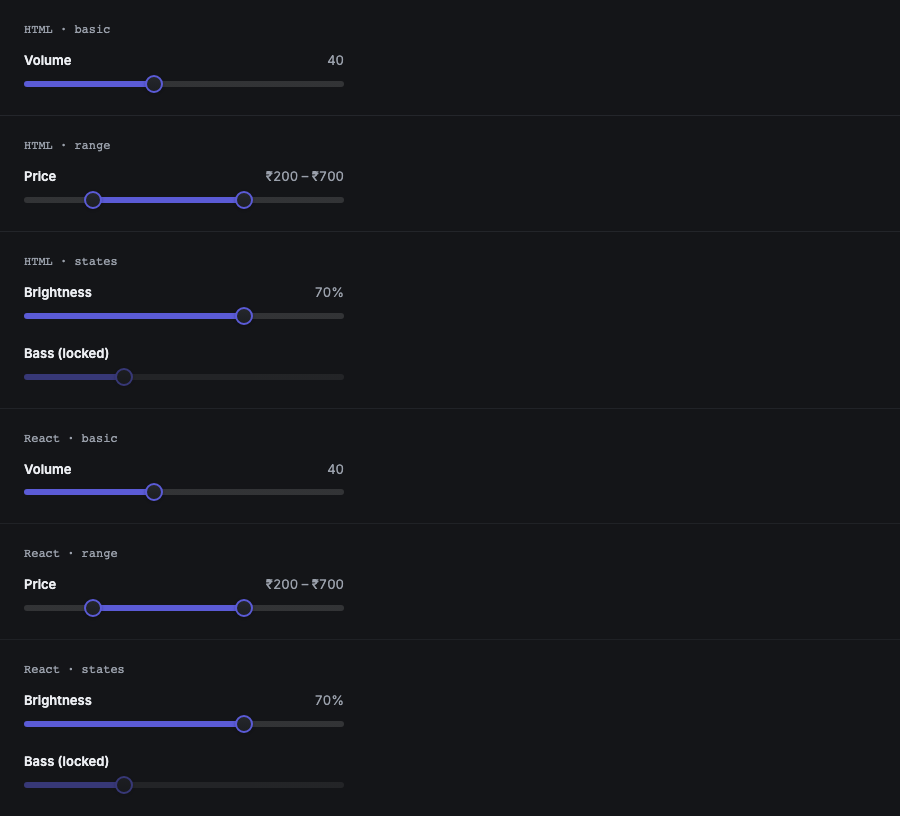 HTML · basic
Volume 40
HTML · range
Price ₹200 – ₹700
HTML · states
Brightness 70%
Bass (locked)
React · basic
Volume 40
React · range
Price ₹200 – ₹700
React · states
Brightness 70%
Bass (locked)